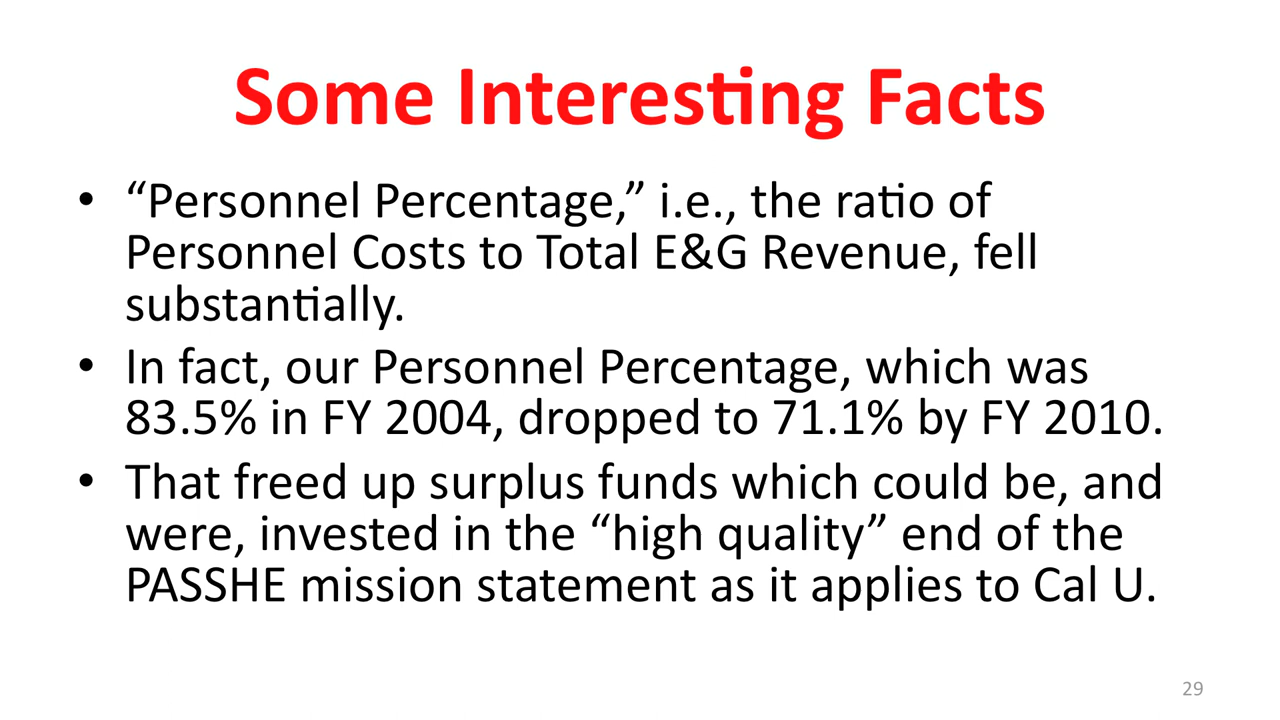 Some Interesting Facts
• “Personnel Percentage,” i.e., the ratio of
Personnel Costs to Total E&G Revenue, fell
substantially.
• In fact, our Personnel Percentage, which was
83.5% in FY 2004, dropped to 71.1% by FY 2010.
• That freed up surplus funds which could be, and
were, invested in the “high quality” end of the
PASSHE mission statement as it applies to Cal U.
29